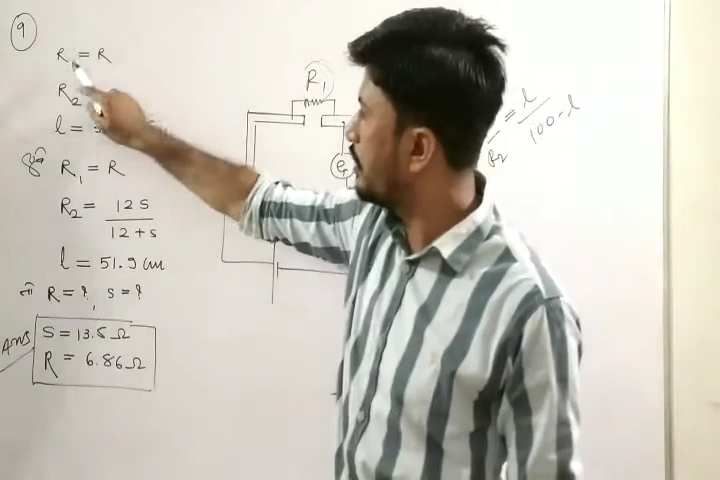 9
R₁ = R
R₂
l =
पुनः R₁ = R
R₂ = 12 S / 12 + S
l = 51.9 cm
तो R = ?, S = ?
Ans S = 13.5 Ω
R = 6.86 Ω
R₁
G
R₂ = l / 100 - l